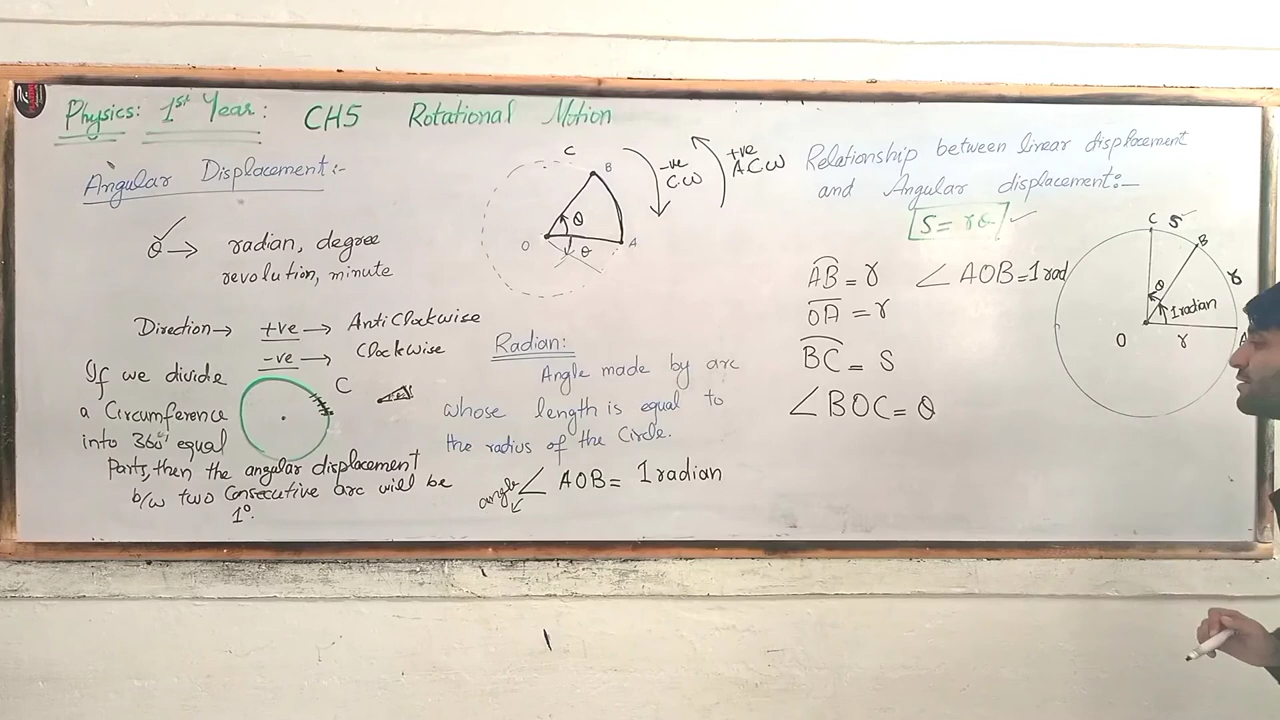 Physics: 1st Year: CH5 Rotational Motion
Angular Displacement:-
θ → radian, degree
revolution, minute
Direction → +ve → AntiClockwise
-ve → Clockwise
If we divide
a Circumference
into 360° equal
Parts, then the angular displacement
b/w two Consecutive arc will be
1°.
C
C
B
θ
O
θ
A
-ve
C.W
+ve
A C.W
Radian:
Angle made by arc
whose length is equal to
the radius of the Circle.
angle ∠ AOB = 1 radian
Relationship between linear displacement
and Angular displacement:-
S = rθ
AB = r ∠ AOB = 1 rad
OA = r
BC = S
∠ BOC = θ
C S
B
r
θ
1 radian
O
r
A